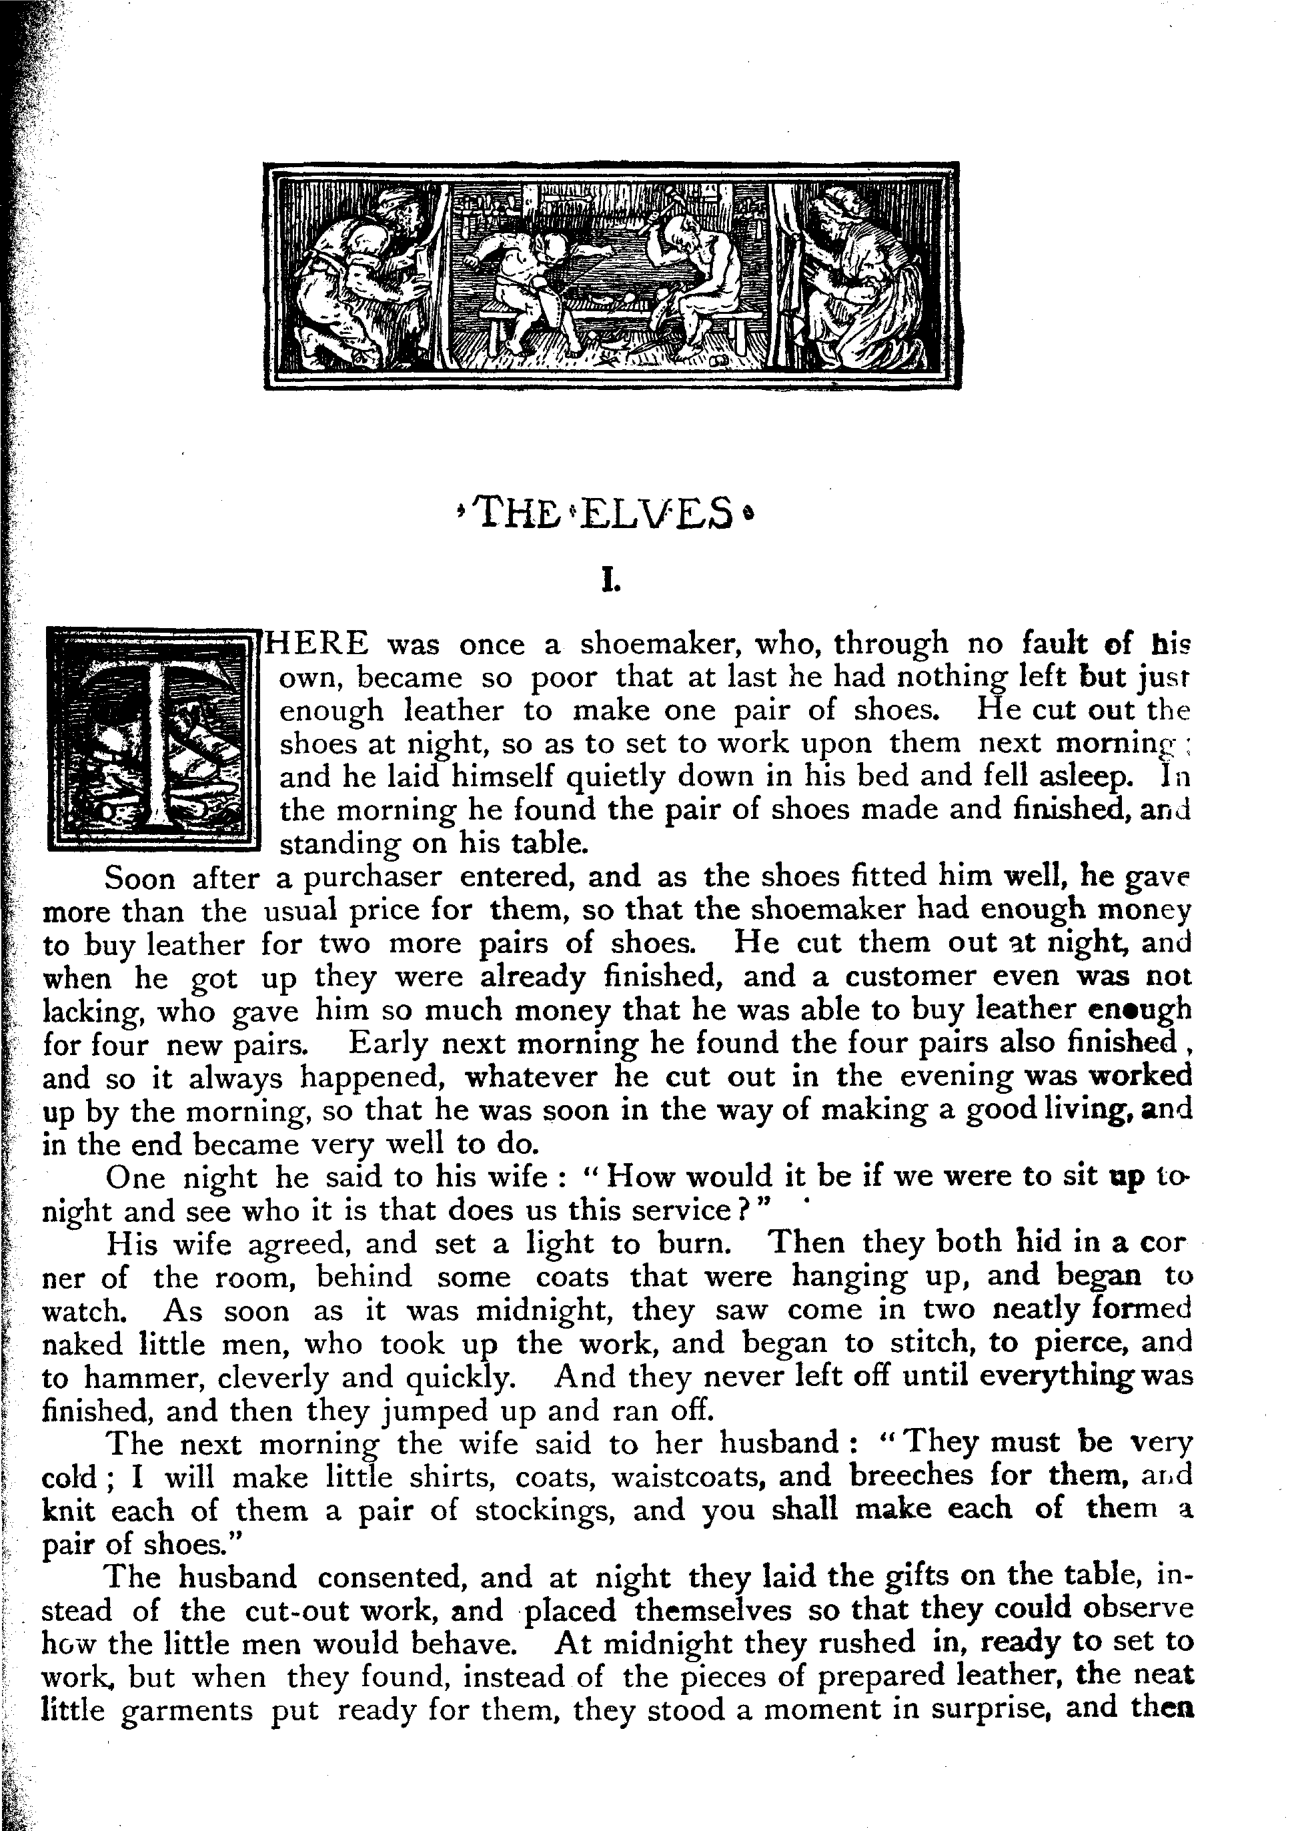 THE ELVES
I.
THERE was once a shoemaker, who, through no fault of his
own, became so poor that at last he had nothing left but just
enough leather to make one pair of shoes. He cut out the
shoes at night, so as to set to work upon them next morning;
and he laid himself quietly down in his bed and fell asleep. In
the morning he found the pair of shoes made and finished, and
standing on his table.
Soon after a purchaser entered, and as the shoes fitted him well, he gave
more than the usual price for them, so that the shoemaker had enough money
to buy leather for two more pairs of shoes. He cut them out at night, and
when he got up they were already finished, and a customer even was not
lacking, who gave him so much money that he was able to buy leather enough
for four new pairs. Early next morning he found the four pairs also finished,
and so it always happened, whatever he cut out in the evening was worked
up by the morning, so that he was soon in the way of making a good living, and
in the end became very well to do.
One night he said to his wife : “ How would it be if we were to sit up to-
night and see who it is that does us this service ? ”
His wife agreed, and set a light to burn. Then they both hid in a cor
ner of the room, behind some coats that were hanging up, and began to
watch. As soon as it was midnight, they saw come in two neatly formed
naked little men, who took up the work, and began to stitch, to pierce, and
to hammer, cleverly and quickly. And they never left off until everything was
finished, and then they jumped up and ran off.
The next morning the wife said to her husband : “ They must be very
cold ; I will make little shirts, coats, waistcoats, and breeches for them, and
knit each of them a pair of stockings, and you shall make each of them a
pair of shoes.”
The husband consented, and at night they laid the gifts on the table, in-
stead of the cut-out work, and placed themselves so that they could observe
how the little men would behave. At midnight they rushed in, ready to set to
work, but when they found, instead of the pieces of prepared leather, the neat
little garments put ready for them, they stood a moment in surprise, and then